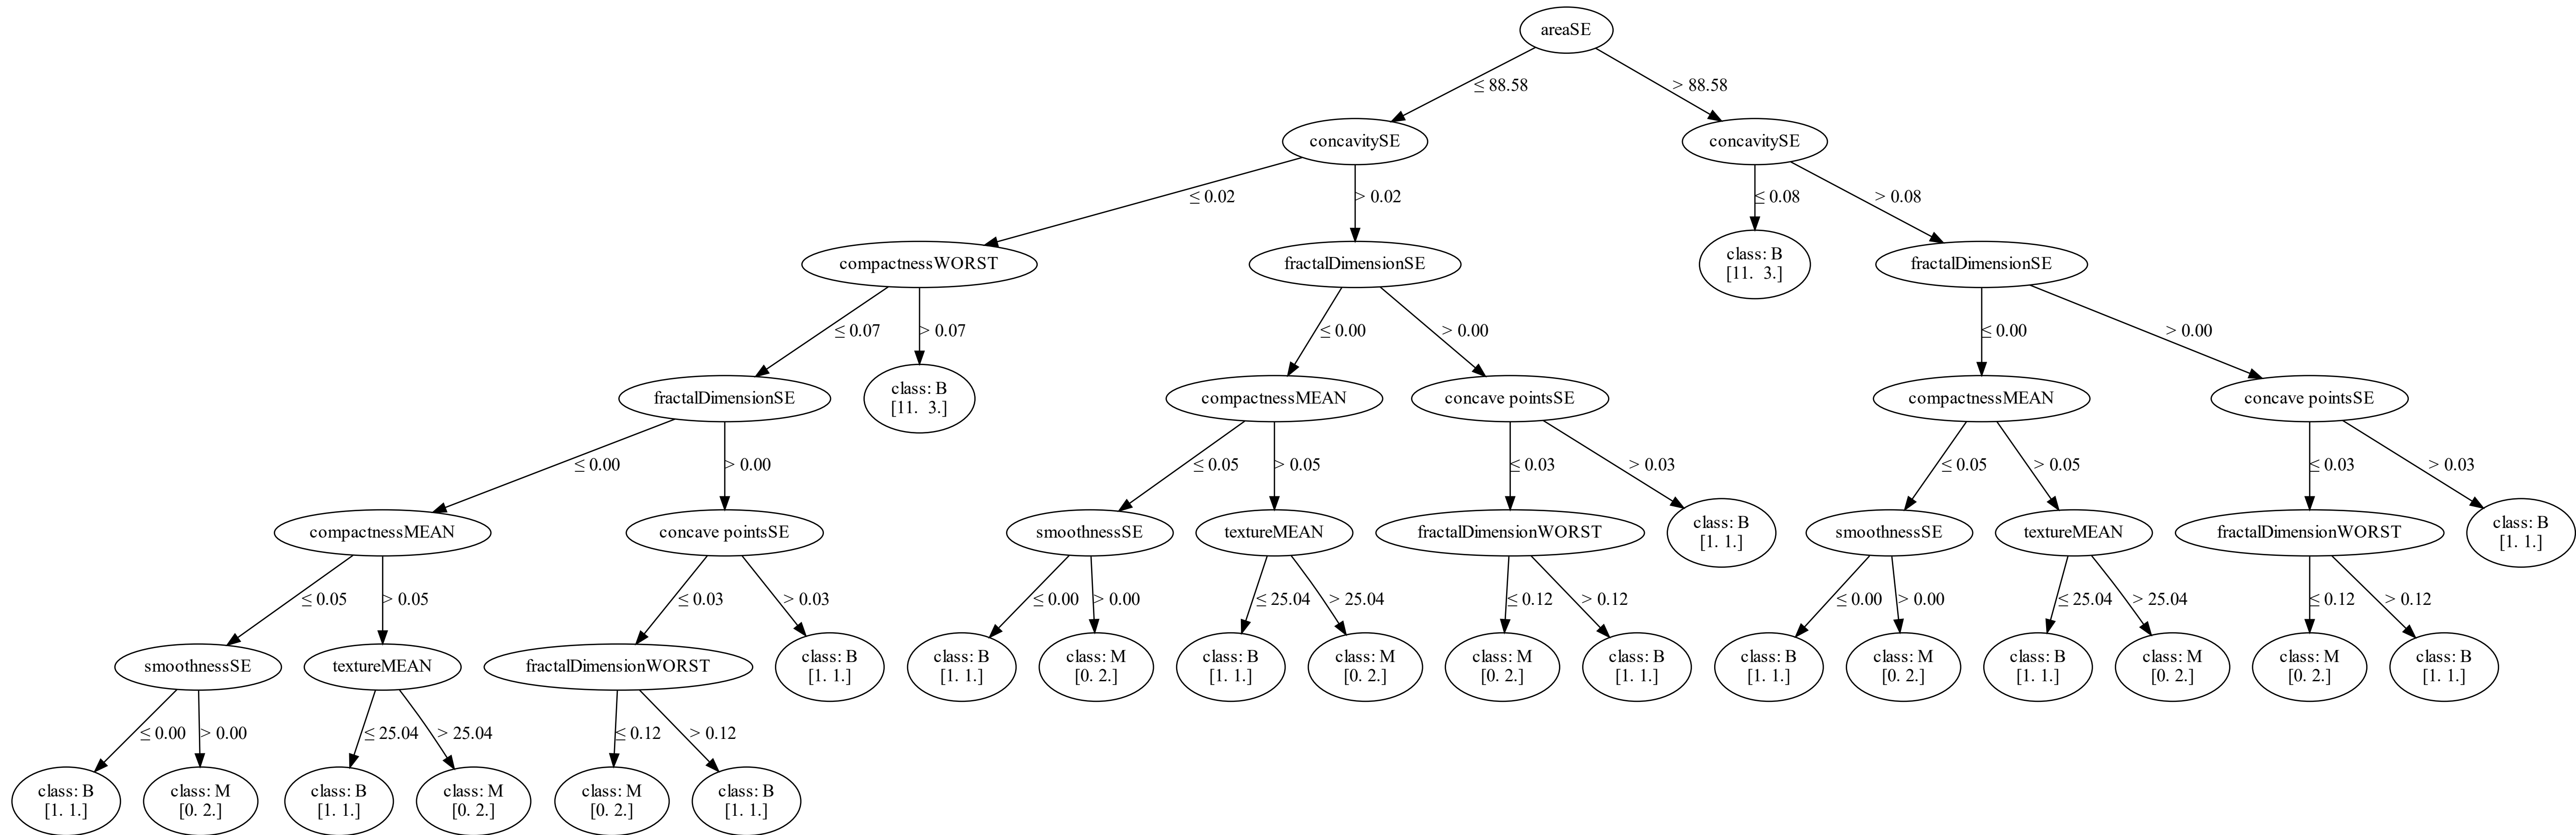 areaSE
≤ 88.58
> 88.58
concavitySE
concavitySE
≤ 0.02
> 0.02
≤ 0.08
> 0.08
compactnessWORST
fractalDimensionSE
class: B
[11.  3.]
fractalDimensionSE
≤ 0.07
> 0.07
≤ 0.00
> 0.00
≤ 0.00
> 0.00
fractalDimensionSE
class: B
[11.  3.]
compactnessMEAN
concave pointsSE
compactnessMEAN
concave pointsSE
≤ 0.00
> 0.00
≤ 0.05
> 0.05
≤ 0.03
> 0.03
≤ 0.05
> 0.05
≤ 0.03
> 0.03
compactnessMEAN
concave pointsSE
smoothnessSE
textureMEAN
fractalDimensionWORST
class: B
[1. 1.]
smoothnessSE
textureMEAN
fractalDimensionWORST
class: B
[1. 1.]
≤ 0.05
> 0.05
≤ 0.03
> 0.03
≤ 0.00
> 0.00
≤ 25.04
> 25.04
≤ 0.12
> 0.12
≤ 0.00
> 0.00
≤ 25.04
> 25.04
≤ 0.12
> 0.12
smoothnessSE
textureMEAN
fractalDimensionWORST
class: B
[1. 1.]
class: B
[1. 1.]
class: M
[0. 2.]
class: B
[1. 1.]
class: M
[0. 2.]
class: M
[0. 2.]
class: B
[1. 1.]
class: B
[1. 1.]
class: M
[0. 2.]
class: B
[1. 1.]
class: M
[0. 2.]
class: M
[0. 2.]
class: B
[1. 1.]
≤ 0.00
> 0.00
≤ 25.04
> 25.04
≤ 0.12
> 0.12
class: B
[1. 1.]
class: M
[0. 2.]
class: B
[1. 1.]
class: M
[0. 2.]
class: M
[0. 2.]
class: B
[1. 1.]